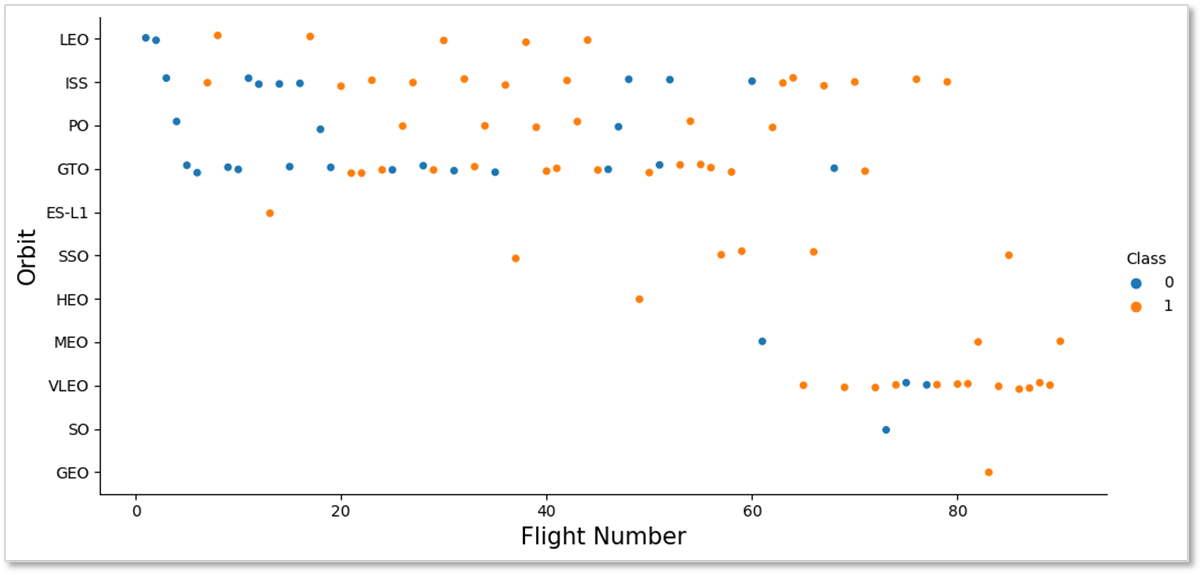 LEO
ISS
PO
GTO
ES-L1
SSO
HEO
MEO
VLEO
SO
GEO
Orbit
0 20 40 60 80
Flight Number
Class
0
1